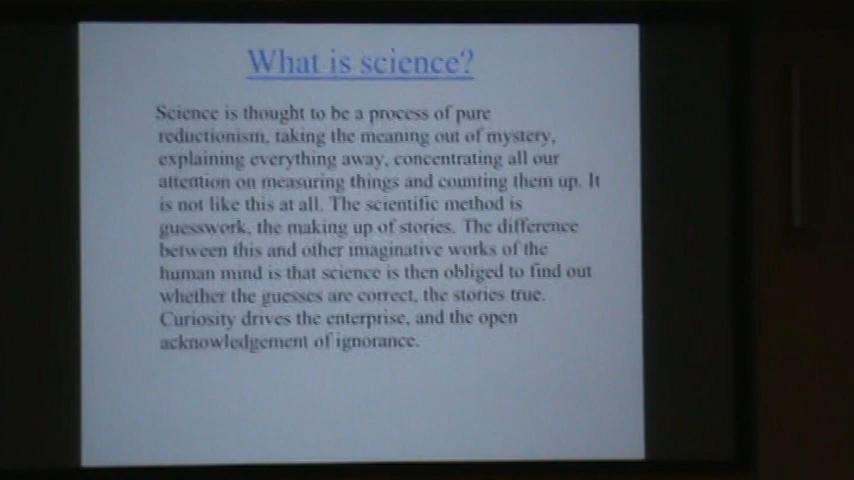 What is science?
Science is thought to be a process of pure
reductionism, taking the meaning out of mystery,
explaining everything away, concentrating all our
attention on measuring things and counting them up. It
is not like this at all. The scientific method is
guesswork, the making up of stories. The difference
between this and other imaginative works of the
human mind is that science is then obliged to find out
whether the guesses are correct, the stories true.
Curiosity drives the enterprise, and the open
acknowledgement of ignorance.